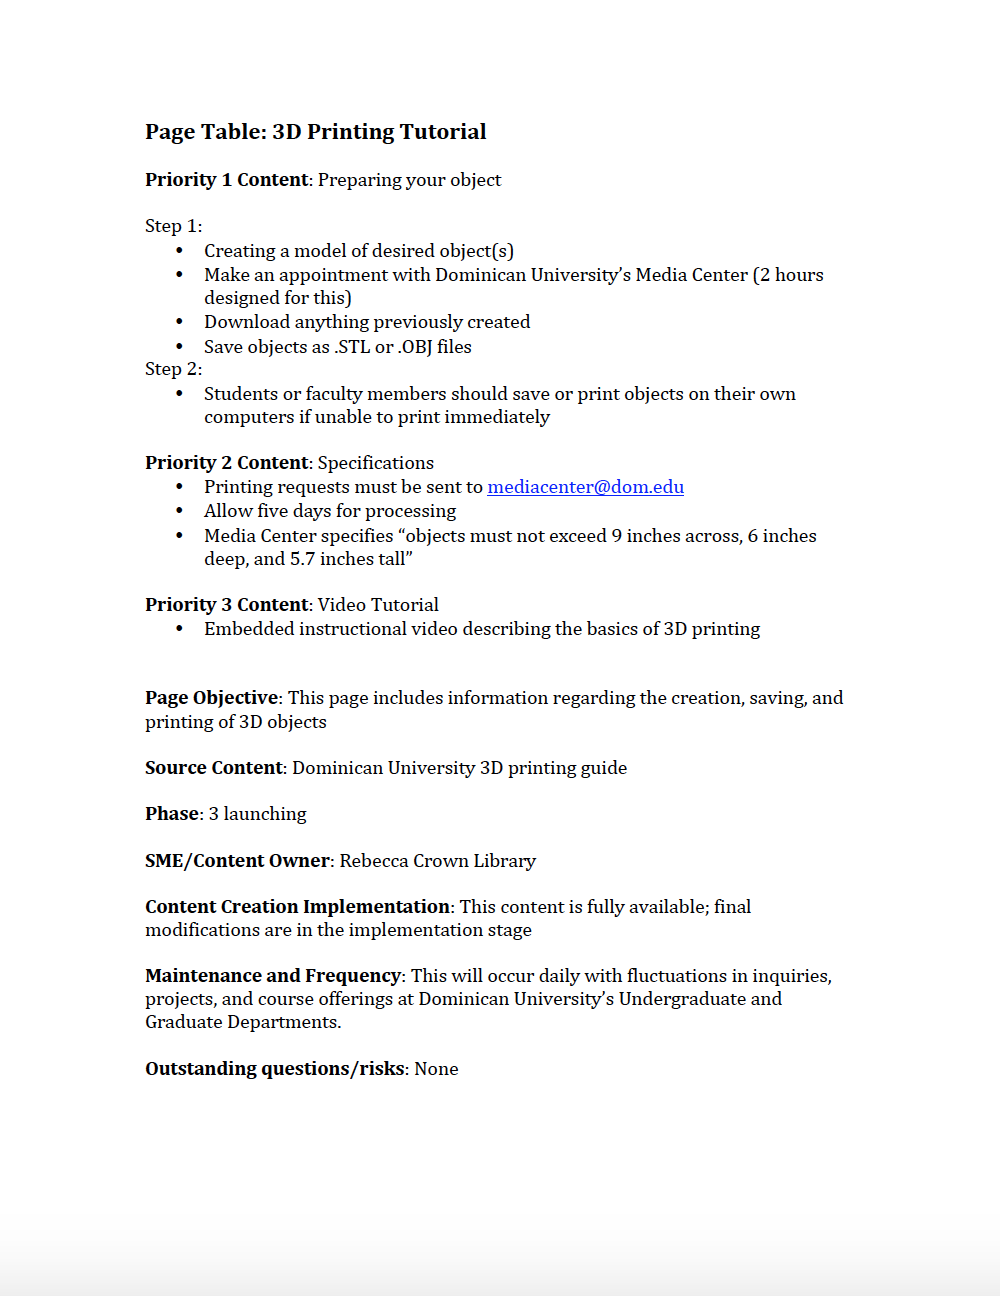 Page Table: 3D Printing Tutorial
Priority 1 Content: Preparing your object
Step 1:
• Creating a model of desired object(s)
• Make an appointment with Dominican University’s Media Center (2 hours
designed for this)
• Download anything previously created
• Save objects as .STL or .OBJ files
Step 2:
• Students or faculty members should save or print objects on their own
computers if unable to print immediately
Priority 2 Content: Specifications
• Printing requests must be sent to mediacenter@dom.edu
• Allow five days for processing
• Media Center specifies “objects must not exceed 9 inches across, 6 inches
deep, and 5.7 inches tall”
Priority 3 Content: Video Tutorial
• Embedded instructional video describing the basics of 3D printing
Page Objective: This page includes information regarding the creation, saving, and
printing of 3D objects
Source Content: Dominican University 3D printing guide
Phase: 3 launching
SME/Content Owner: Rebecca Crown Library
Content Creation Implementation: This content is fully available; final
modifications are in the implementation stage
Maintenance and Frequency: This will occur daily with fluctuations in inquiries,
projects, and course offerings at Dominican University’s Undergraduate and
Graduate Departments.
Outstanding questions/risks: None